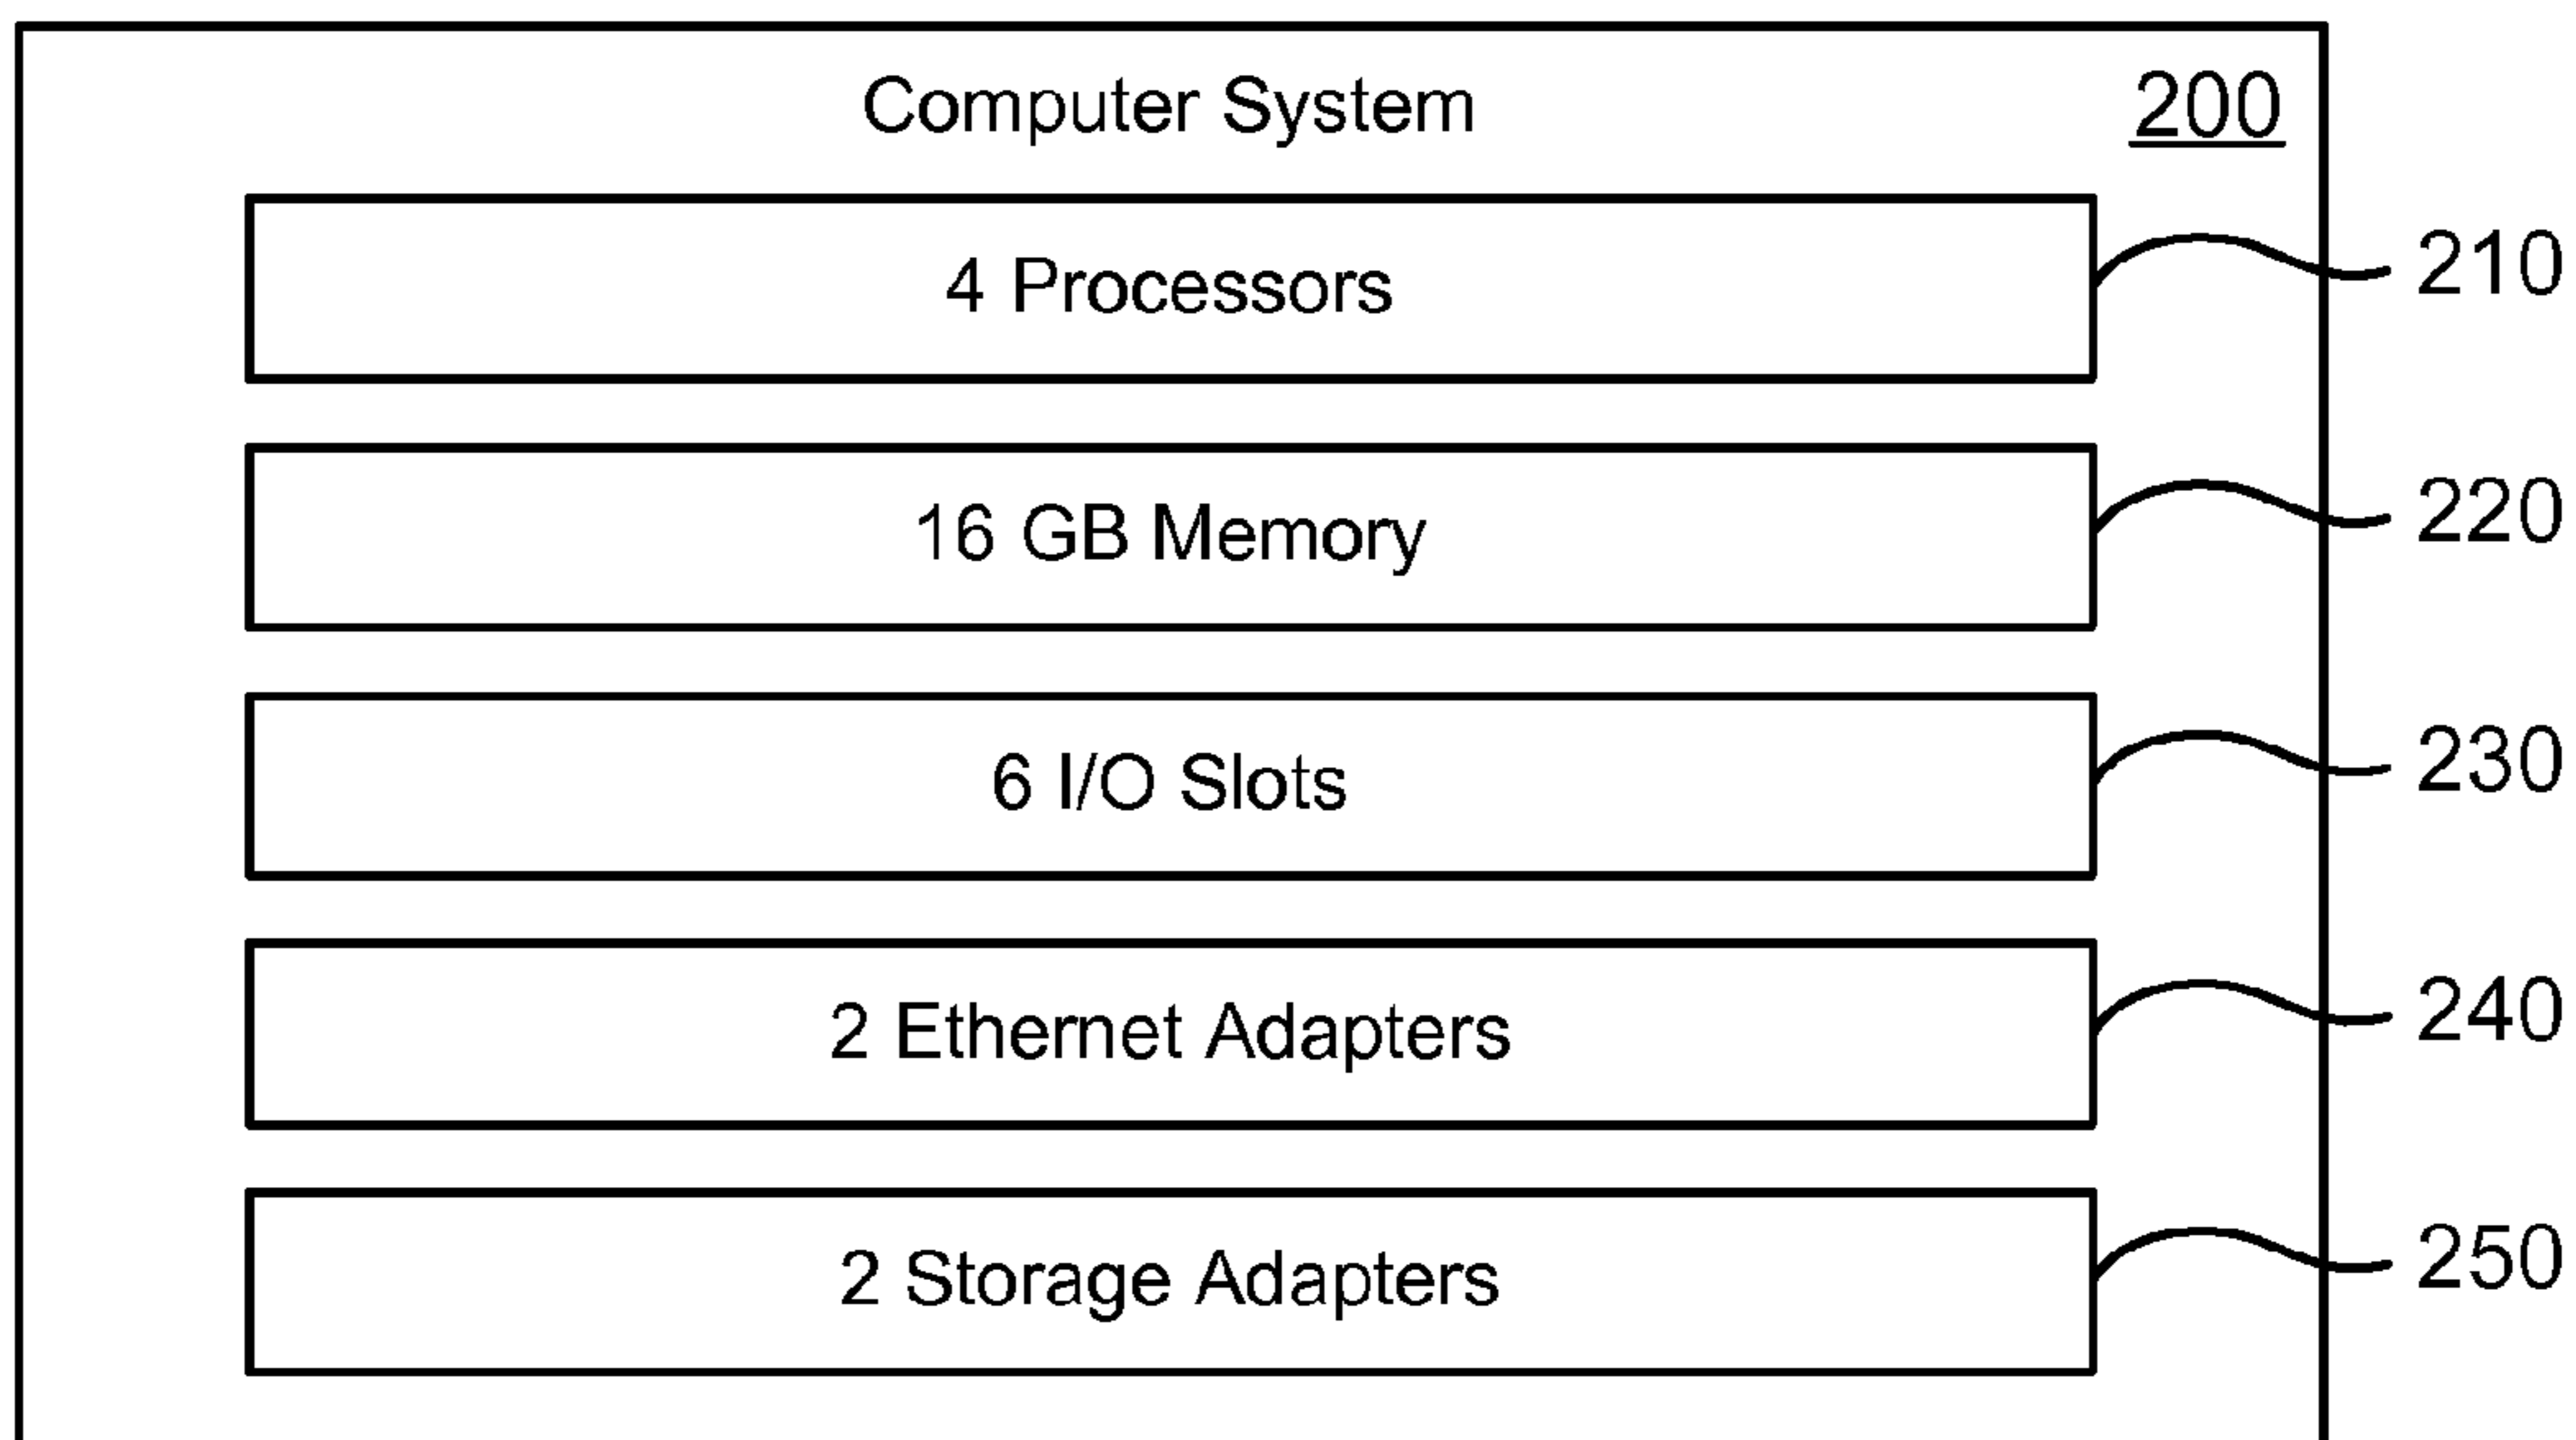 Computer System 200
4 Processors 210
16 GB Memory 220
6 I/O Slots 230
2 Ethernet Adapters 240
2 Storage Adapters 250